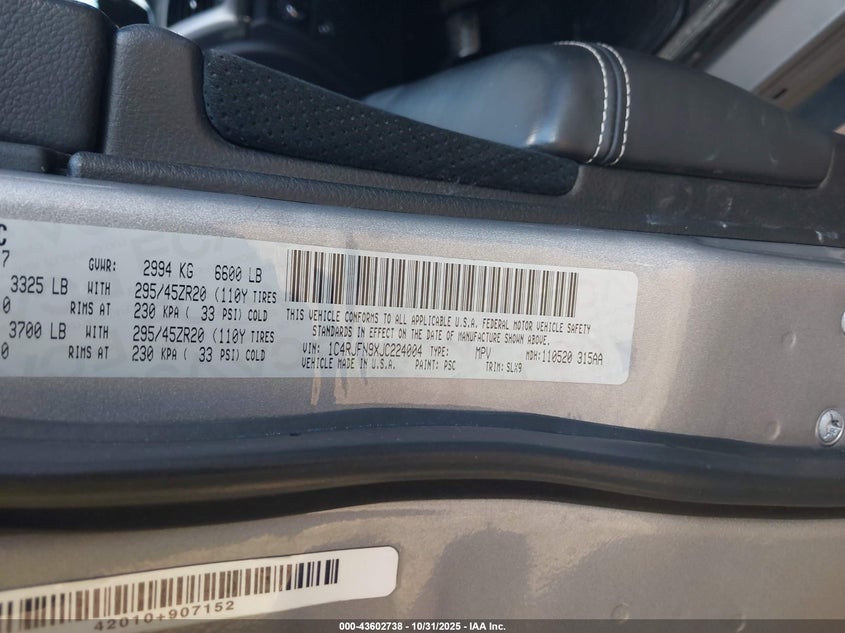 C
7 GVWR: 2994 KG 6600 LB
3325 LB WITH 295/45ZR20 (110Y TIRES
0 RIMS AT 230 KPA ( 33 PSI) COLD
3700 LB WITH 295/45ZR20 (110Y TIRES
0 RIMS AT 230 KPA ( 33 PSI) COLD
THIS VEHICLE CONFORMS TO ALL APPLICABLE U.S.A. FEDERAL MOTOR VEHICLE SAFETY
STANDARDS IN EFFECT ON THE DATE OF MANUFACTURE SHOWN ABOVE.
VIN: 1C4RJFN9XJC224004 TYPE: MPV MDH:110520 315AA
VEHICLE MADE IN U.S.A. PAINT: PSC TRIM: SLX9
42010+907152
000-43602738 - 10/31/2025 - IAA Inc.